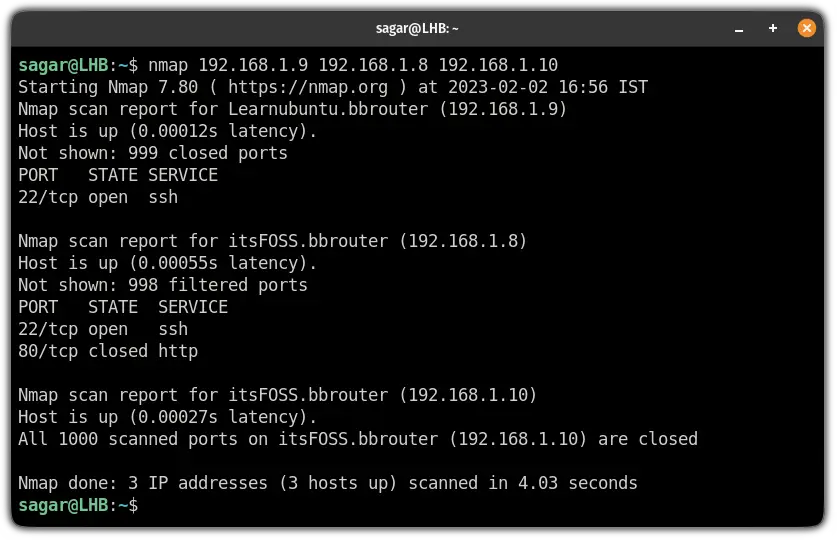 sagar@LHB: ~
sagar@LHB:~$ nmap 192.168.1.9 192.168.1.8 192.168.1.10
Starting Nmap 7.80 ( https://nmap.org ) at 2023-02-02 16:56 IST
Nmap scan report for Learnubuntu.bbrouter (192.168.1.9)
Host is up (0.00012s latency).
Not shown: 999 closed ports
PORT   STATE SERVICE
22/tcp open  ssh

Nmap scan report for itsFOSS.bbrouter (192.168.1.8)
Host is up (0.00055s latency).
Not shown: 998 filtered ports
PORT   STATE  SERVICE
22/tcp open   ssh
80/tcp closed http

Nmap scan report for itsFOSS.bbrouter (192.168.1.10)
Host is up (0.00027s latency).
All 1000 scanned ports on itsFOSS.bbrouter (192.168.1.10) are closed

Nmap done: 3 IP addresses (3 hosts up) scanned in 4.03 seconds
sagar@LHB:~$